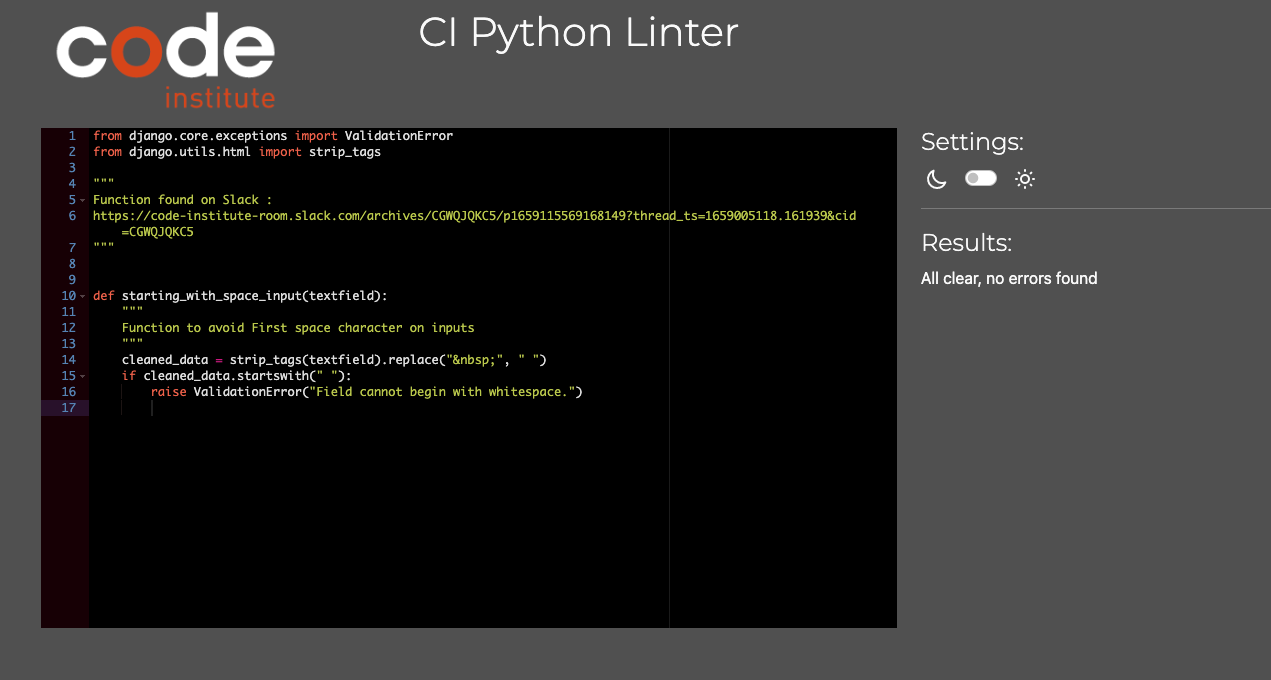 code
institute
CI Python Linter
1 from django.core.exceptions import ValidationError
2 from django.utils.html import strip_tags
3
4 """
5 Function found on Slack :
6 https://code-institute-room.slack.com/archives/CGWQJQKC5/p1659115569168149?thread_ts=1659005118.161939&cid
=CGWQJQKC5
7 """
8
9
10 def starting_with_space_input(textfield):
11 """
12 Function to avoid First space character on inputs
13 """
14 cleaned_data = strip_tags(textfield).replace("&nbsp;", " ")
15 if cleaned_data.startswith(" "):
16 raise ValidationError("Field cannot begin with whitespace.")
17
Settings:
Results:
All clear, no errors found